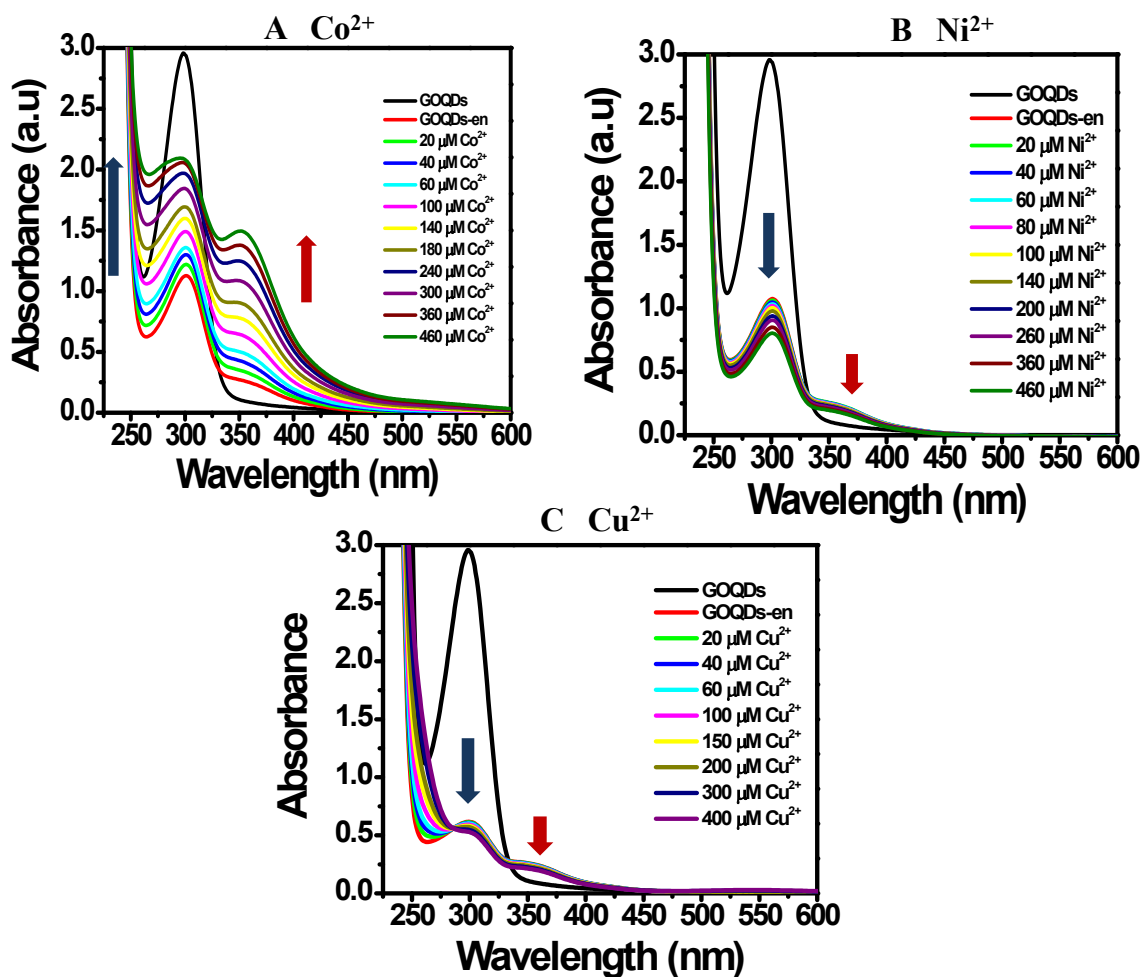 A Co²⁺
Absorbance (a.u)
3.0
2.5
2.0
1.5
1.0
0.5
0.0
250 300 350 400 450 500 550 600
Wavelength (nm)
GOQDs
GOQDs-en
20 μM Co²⁺
40 μM Co²⁺
60 μM Co²⁺
100 μM Co²⁺
140 μM Co²⁺
180 μM Co²⁺
240 μM Co²⁺
300 μM Co²⁺
360 μM Co²⁺
460 μM Co²⁺
B Ni²⁺
Absorbance (a.u)
3.0
2.5
2.0
1.5
1.0
0.5
0.0
250 300 350 400 450 500 550 600
Wavelength (nm)
GOQDs
GOQDs-en
20 μM Ni²⁺
40 μM Ni²⁺
60 μM Ni²⁺
80 μM Ni²⁺
100 μM Ni²⁺
140 μM Ni²⁺
200 μM Ni²⁺
260 μM Ni²⁺
360 μM Ni²⁺
460 μM Ni²⁺
C Cu²⁺
Absorbance
3.0
2.5
2.0
1.5
1.0
0.5
0.0
250 300 350 400 450 500 550 600
Wavelength (nm)
GOQDs
GOQDs-en
20 μM Cu²⁺
40 μM Cu²⁺
60 μM Cu²⁺
100 μM Cu²⁺
150 μM Cu²⁺
200 μM Cu²⁺
300 μM Cu²⁺
400 μM Cu²⁺